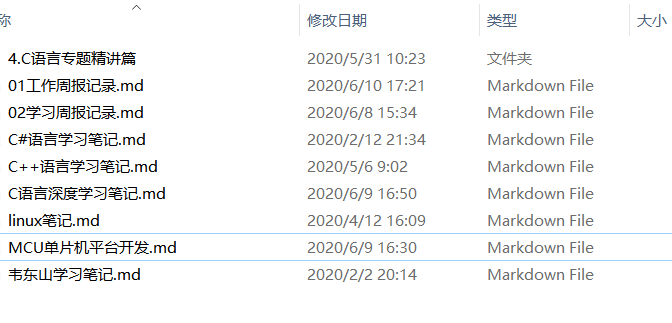 称 修改日期 类型 大小
4.C语言专题精讲篇 2020/5/31 10:23 文件夹
01工作周报记录.md 2020/6/10 17:21 Markdown File
02学习周报记录.md 2020/6/8 15:34 Markdown File
C#语言学习笔记.md 2020/2/12 21:34 Markdown File
C++语言学习笔记.md 2020/5/6 9:02 Markdown File
C语言深度学习笔记.md 2020/6/9 16:50 Markdown File
linux笔记.md 2020/4/12 16:09 Markdown File
MCU单片机平台开发.md 2020/6/9 16:30 Markdown File
韦东山学习笔记.md 2020/2/2 20:14 Markdown File